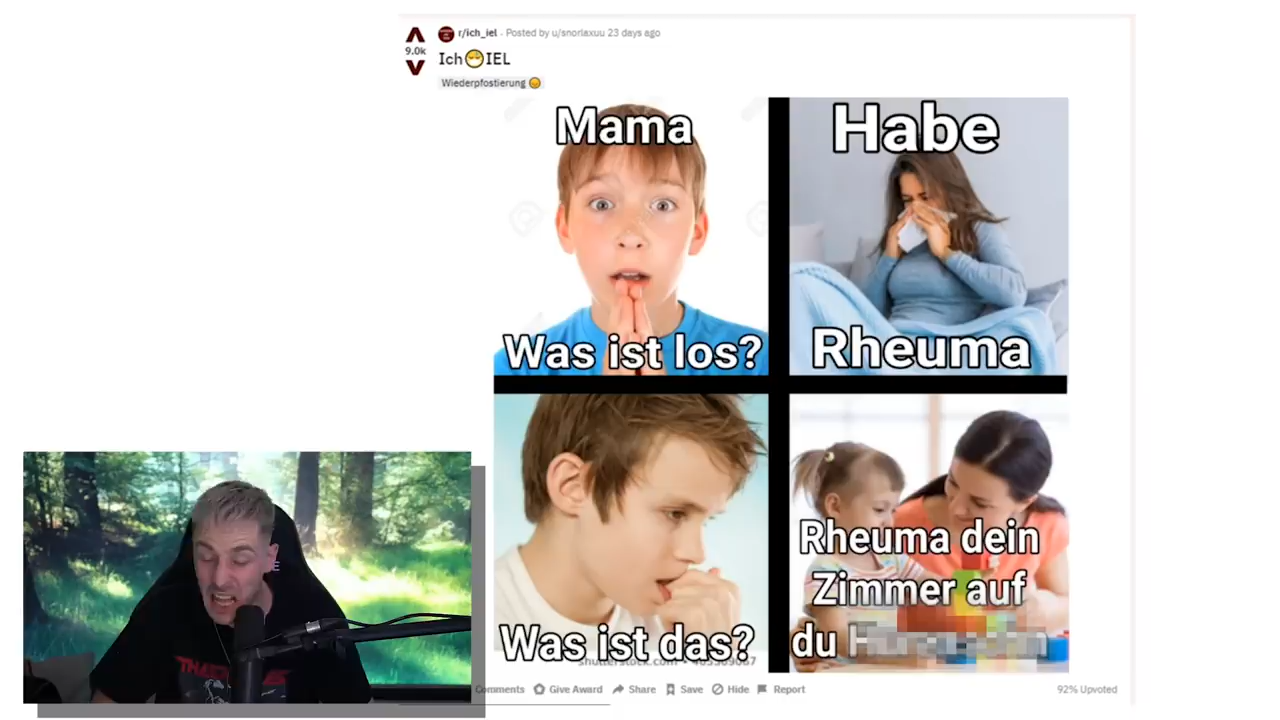 r/ich_iel · Posted by u/snorlaxuu 23 days ago
9.0k
Ich😷IEL
Wiederpfostierung
Mama
Was ist los?
Habe
Rheuma
Was ist das?
Rheuma dein
Zimmer auf
du
Comments Give Award Share Save Hide Report
92% Upvoted